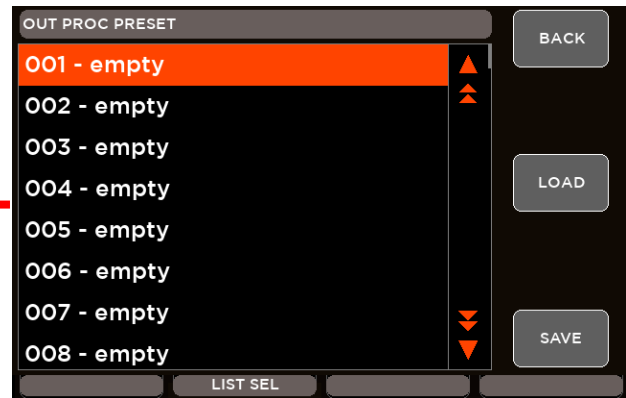 OUT PROC PRESET
BACK
001 - empty
002 - empty
003 - empty
004 - empty
LOAD
005 - empty
006 - empty
007 - empty
SAVE
008 - empty
LIST SEL